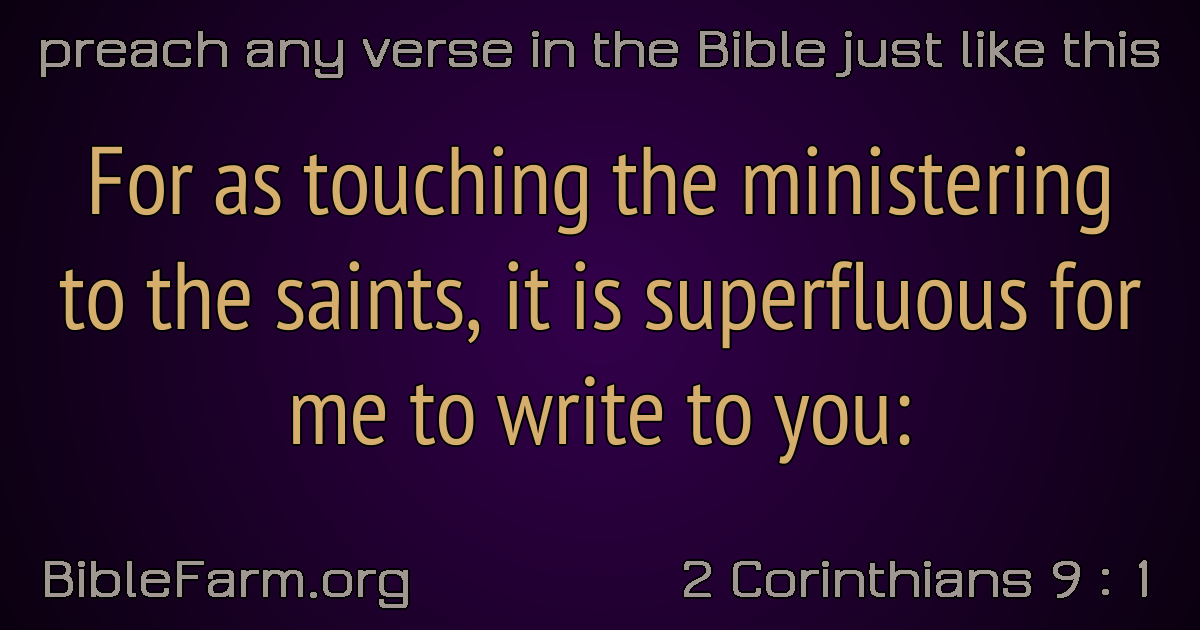 preach any verse in the Bible just like this
For as touching the ministering
to the saints, it is superfluous for
me to write to you:
BibleFarm.org
2 Corinthians 9 : 1